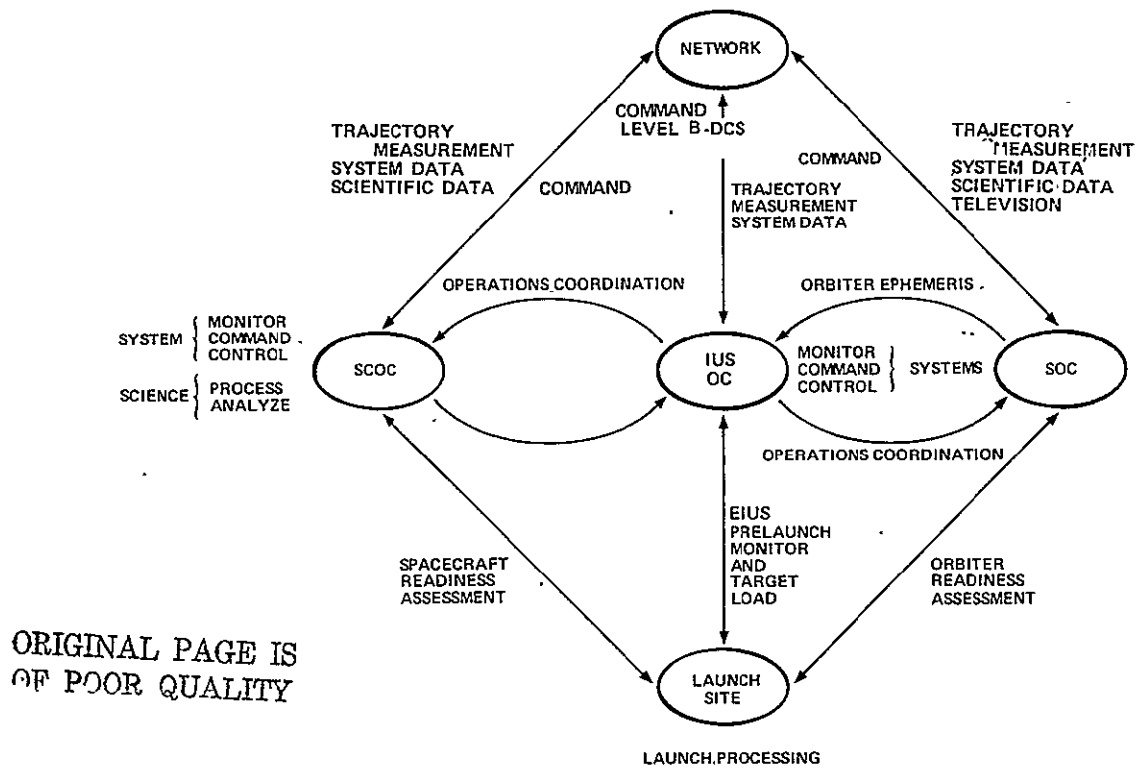 NETWORK
COMMAND
LEVEL B-DCS
TRAJECTORY
MEASUREMENT
SYSTEM DATA
SCIENTIFIC DATA
COMMAND
COMMAND
TRAJECTORY
MEASUREMENT
SYSTEM DATA
SCIENTIFIC DATA
TELEVISION
TRAJECTORY
MEASUREMENT
SYSTEM DATA
OPERATIONS COORDINATION
ORBITER EPHEMERIS
SYSTEM { MONITOR
COMMAND
CONTROL
SCIENCE { PROCESS
ANALYZE
SCOC
IUS
OC
MONITOR
COMMAND
CONTROL } SYSTEMS
SOC
OPERATIONS COORDINATION
SPACECRAFT
READINESS
ASSESSMENT
EIUS
PRELAUNCH
MONITOR
AND
TARGET
LOAD
ORBITER
READINESS
ASSESSMENT
ORIGINAL PAGE IS
OF POOR QUALITY
LAUNCH
SITE
LAUNCH PROCESSING